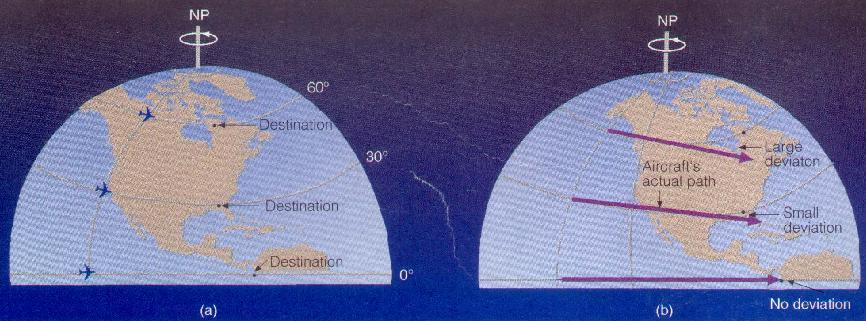 NP
60°
Destination
30°
Destination
Destination
0°
(a)
NP
Large
deviaton
Aircraft's
actual path
Small
deviation
No deviation
(b)